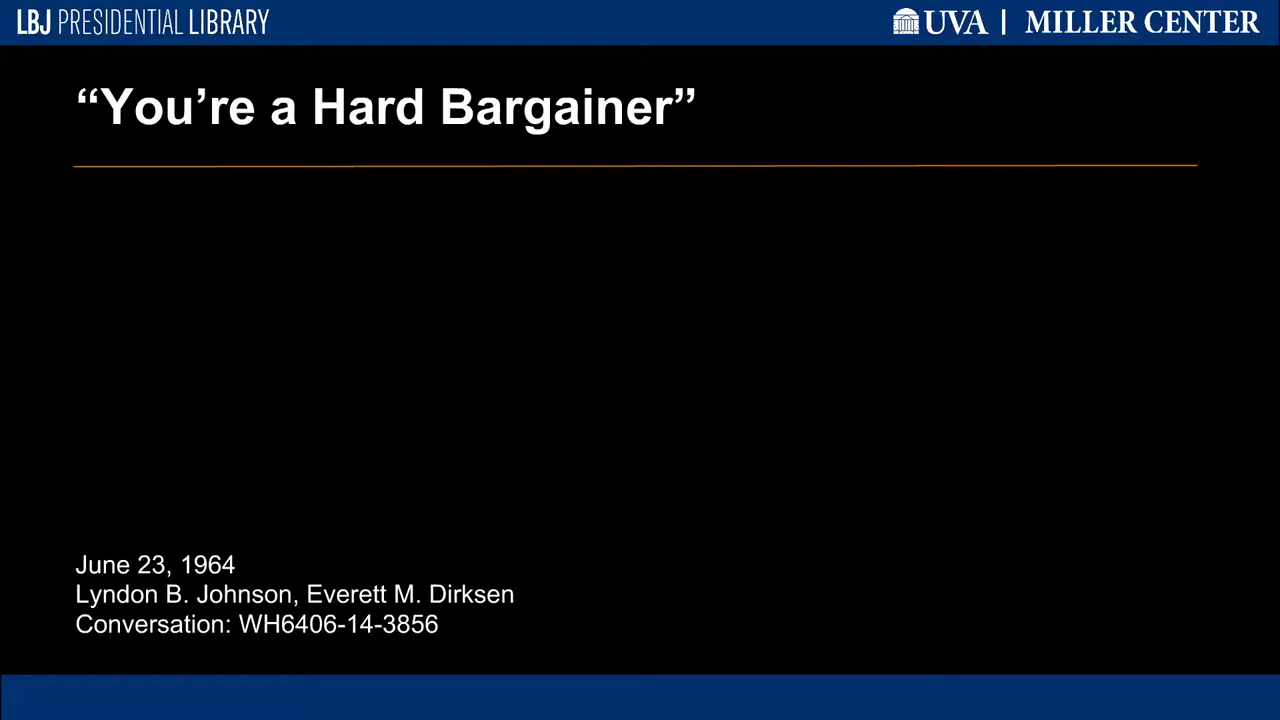 LBJ PRESIDENTIAL LIBRARY
UVA | MILLER CENTER
“You’re a Hard Bargainer”
June 23, 1964
Lyndon B. Johnson, Everett M. Dirksen
Conversation: WH6406-14-3856